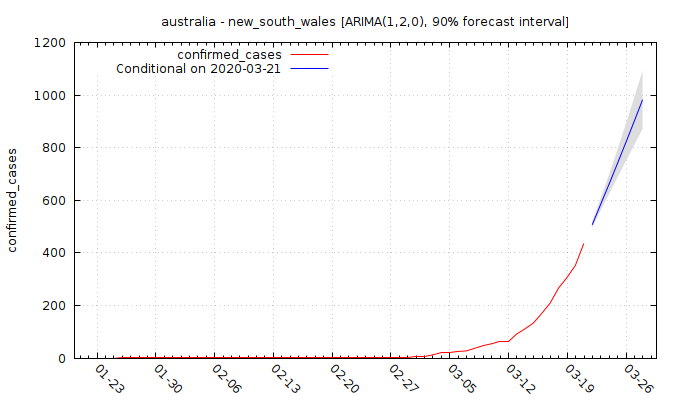 australia - new_south_wales [ARIMA(1,2,0), 90% forecast interval]
confirmed_cases
Conditional on 2020-03-21
confirmed_cases
1200
1000
800
600
400
200
0
01-23 01-30 02-06 02-13 02-20 02-27 03-05 03-12 03-19 03-26